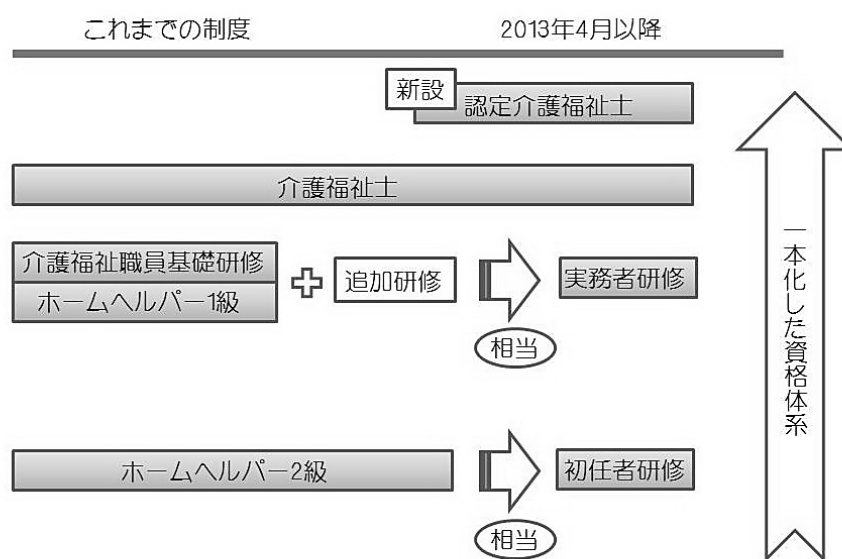 これまでの制度
2013年4月以降
新設
認定介護福祉士
介護福祉士
介護福祉職員基礎研修
ホームヘルパー1級
追加研修
相当
実務者研修
ホームヘルパー2級
相当
初任者研修
一本化した資格体系